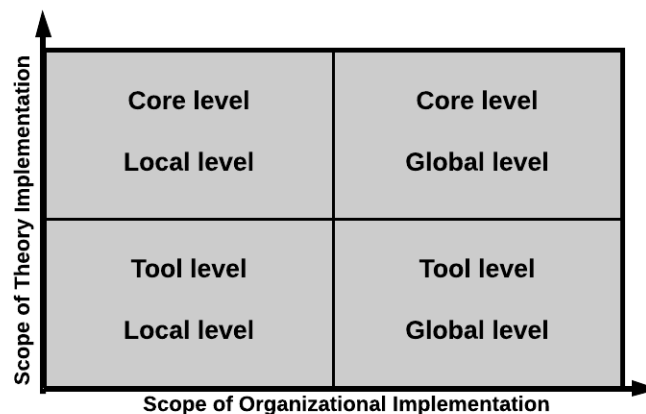 Scope of Theory Implementation
Core level
Local level
Core level
Global level
Tool level
Local level
Tool level
Global level
Scope of Organizational Implementation